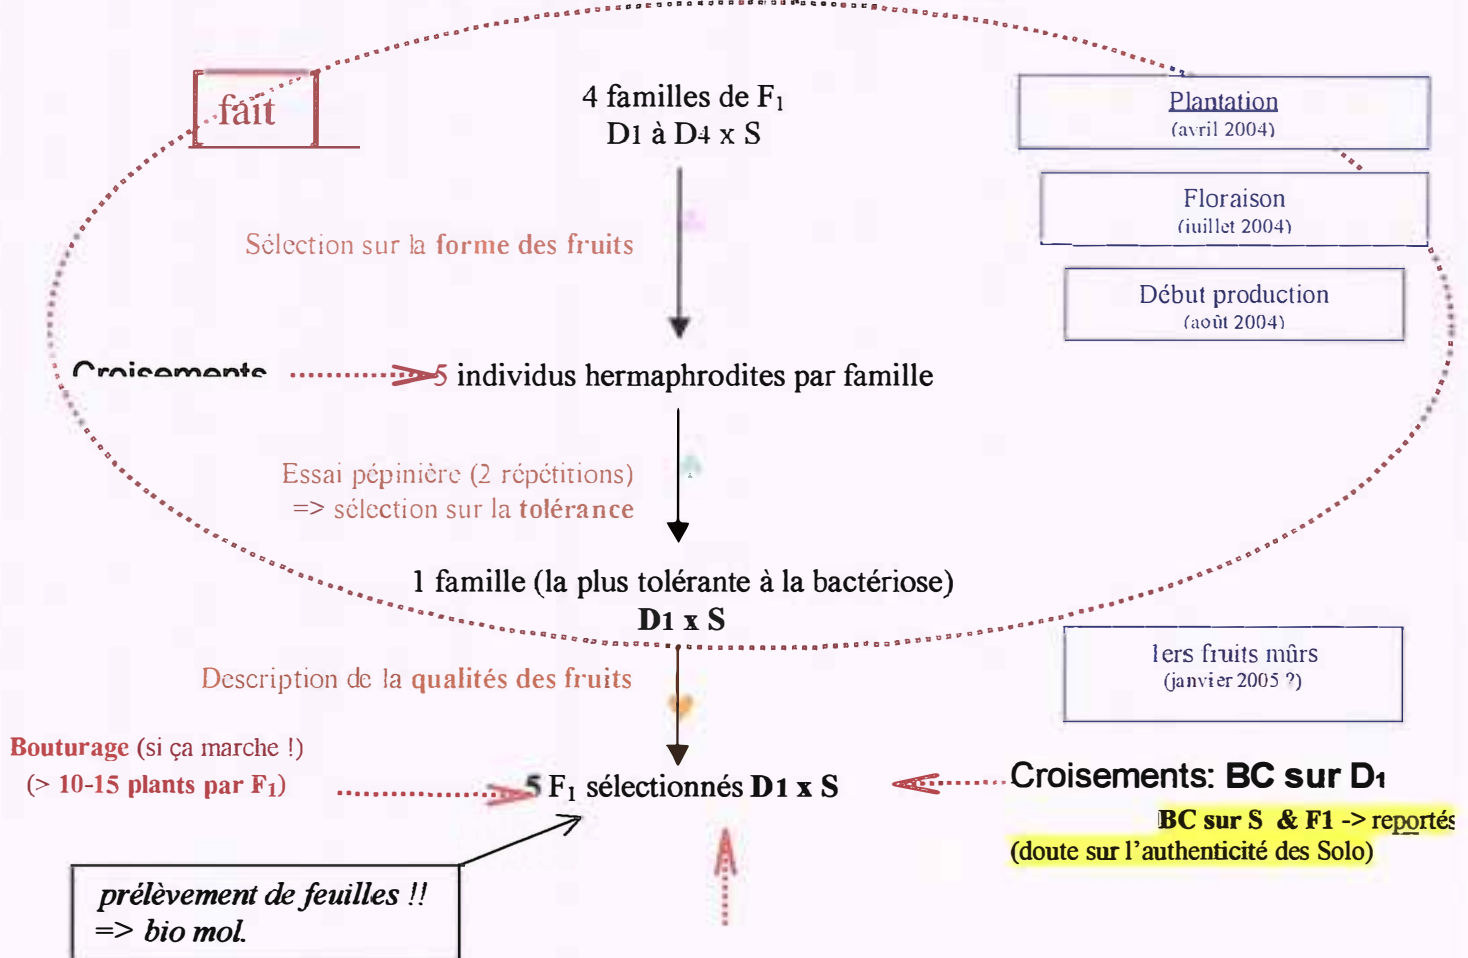 fait
4 familles de F1
D1 à D4 x S
Plantation
(avril 2004)
Floraison
(juillet 2004)
Début production
(août 2004)
Sélection sur la forme des fruits
Croisements
5 individus hermaphrodites par famille
Essai pépinière (2 répétitions)
=> sélection sur la tolérance
1 famille (la plus tolérante à la bactériose)
D1 x S
Description de la qualités des fruits
1ers fruits mûrs
(janvier 2005 ?)
Bouturage (si ça marche !)
(> 10-15 plants par F1)
5 F1 sélectionnés D1 x S
Croisements: BC sur D1
BC sur S & F1 -> reportés
(doute sur l'authenticité des Solo)
prélèvement de feuilles !!
=> bio mol.